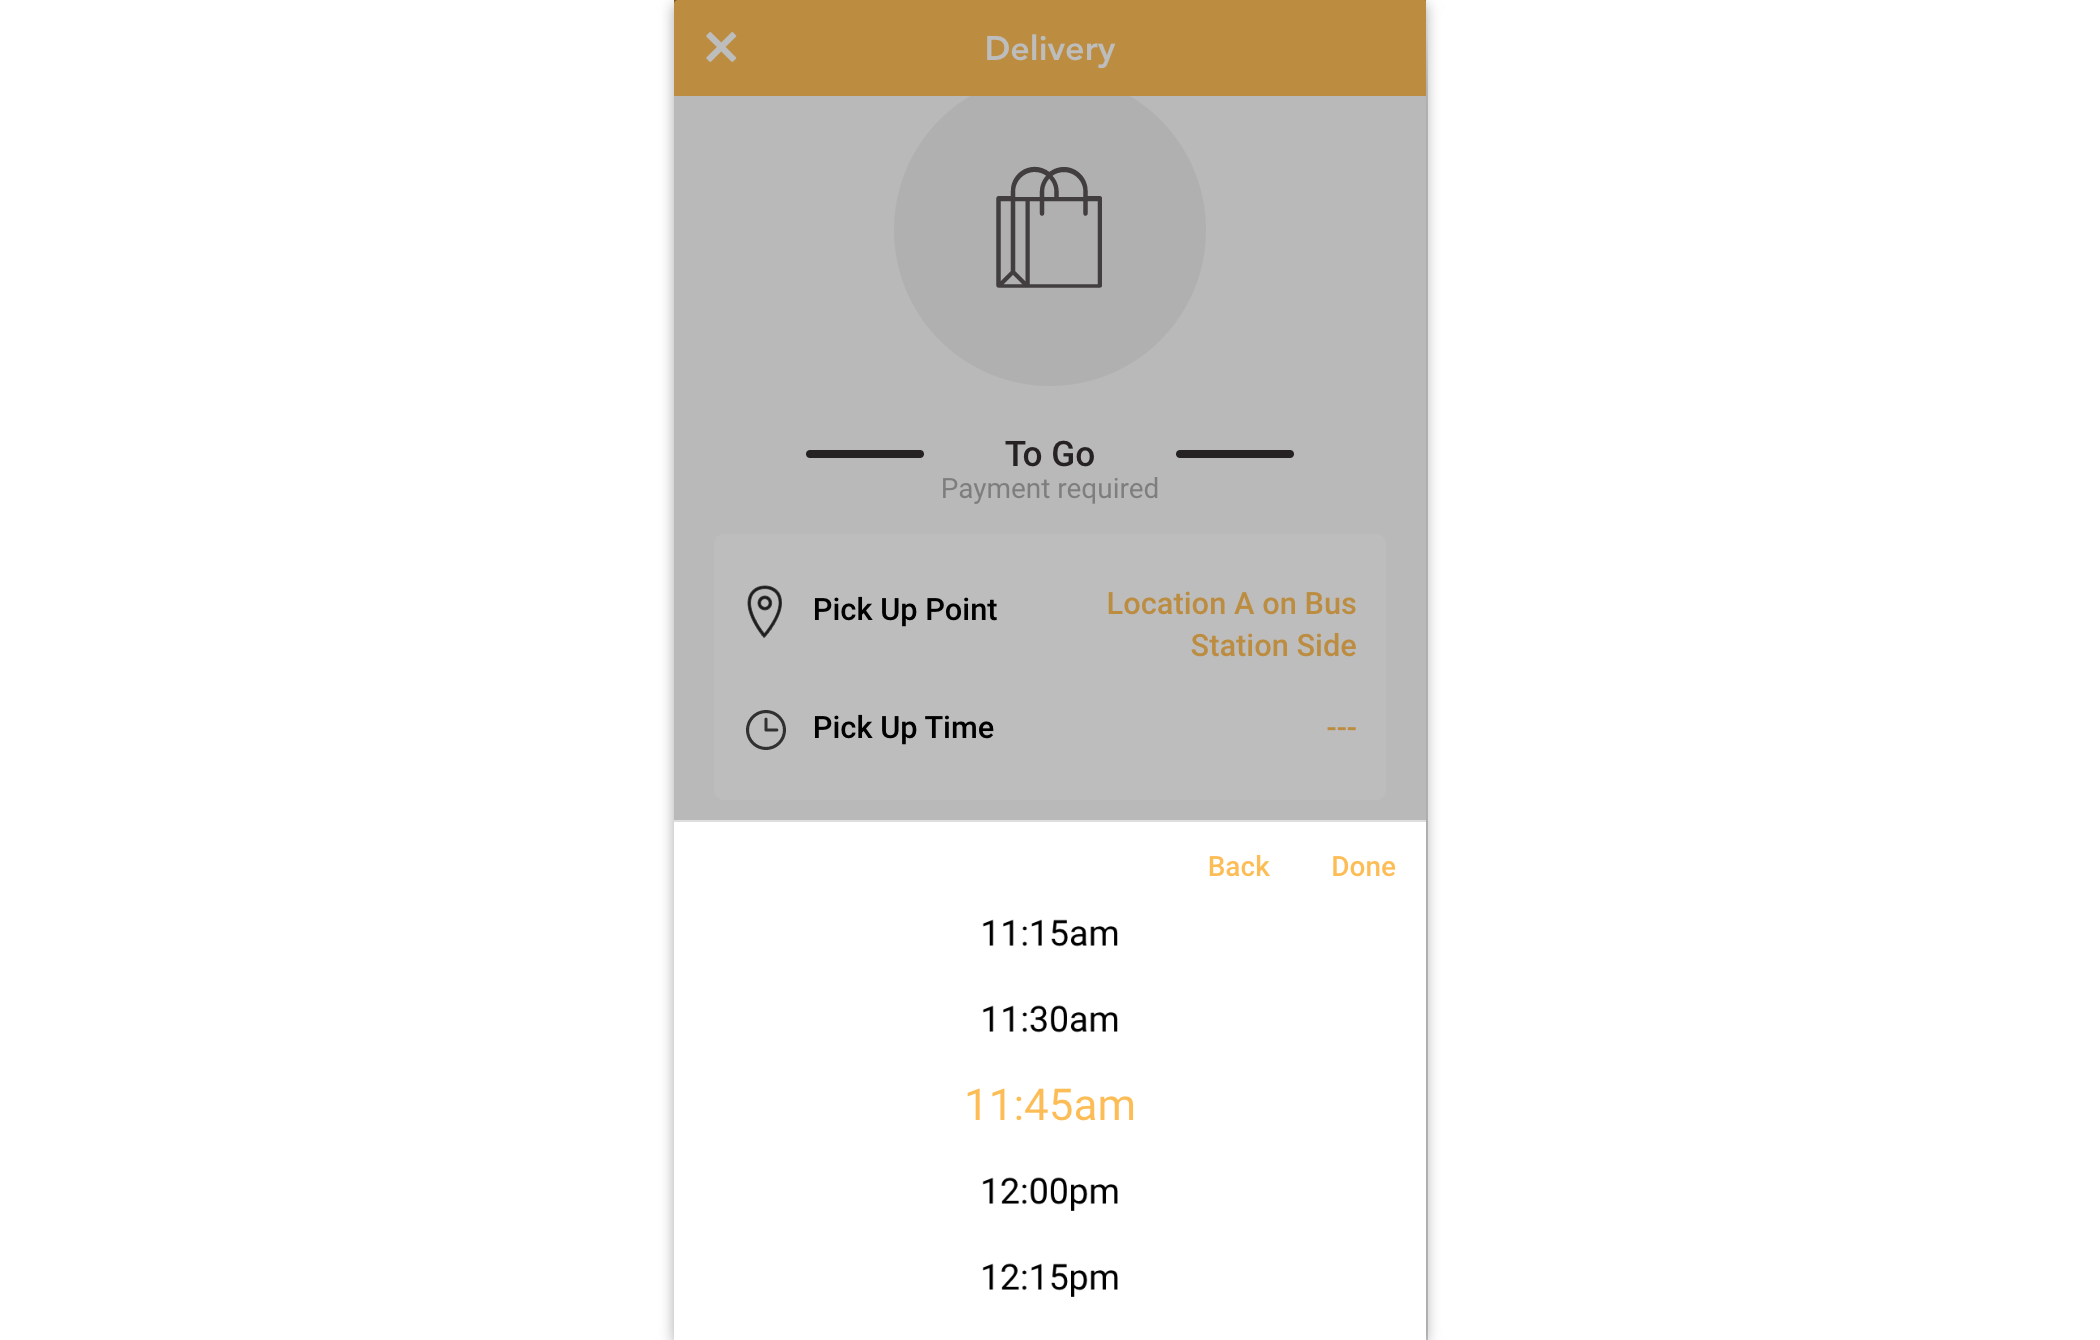 Delivery
To Go
Payment required
Pick Up Point
Location A on Bus
Station Side
Pick Up Time
---
Back
Done
11:15am
11:30am
11:45am
12:00pm
12:15pm